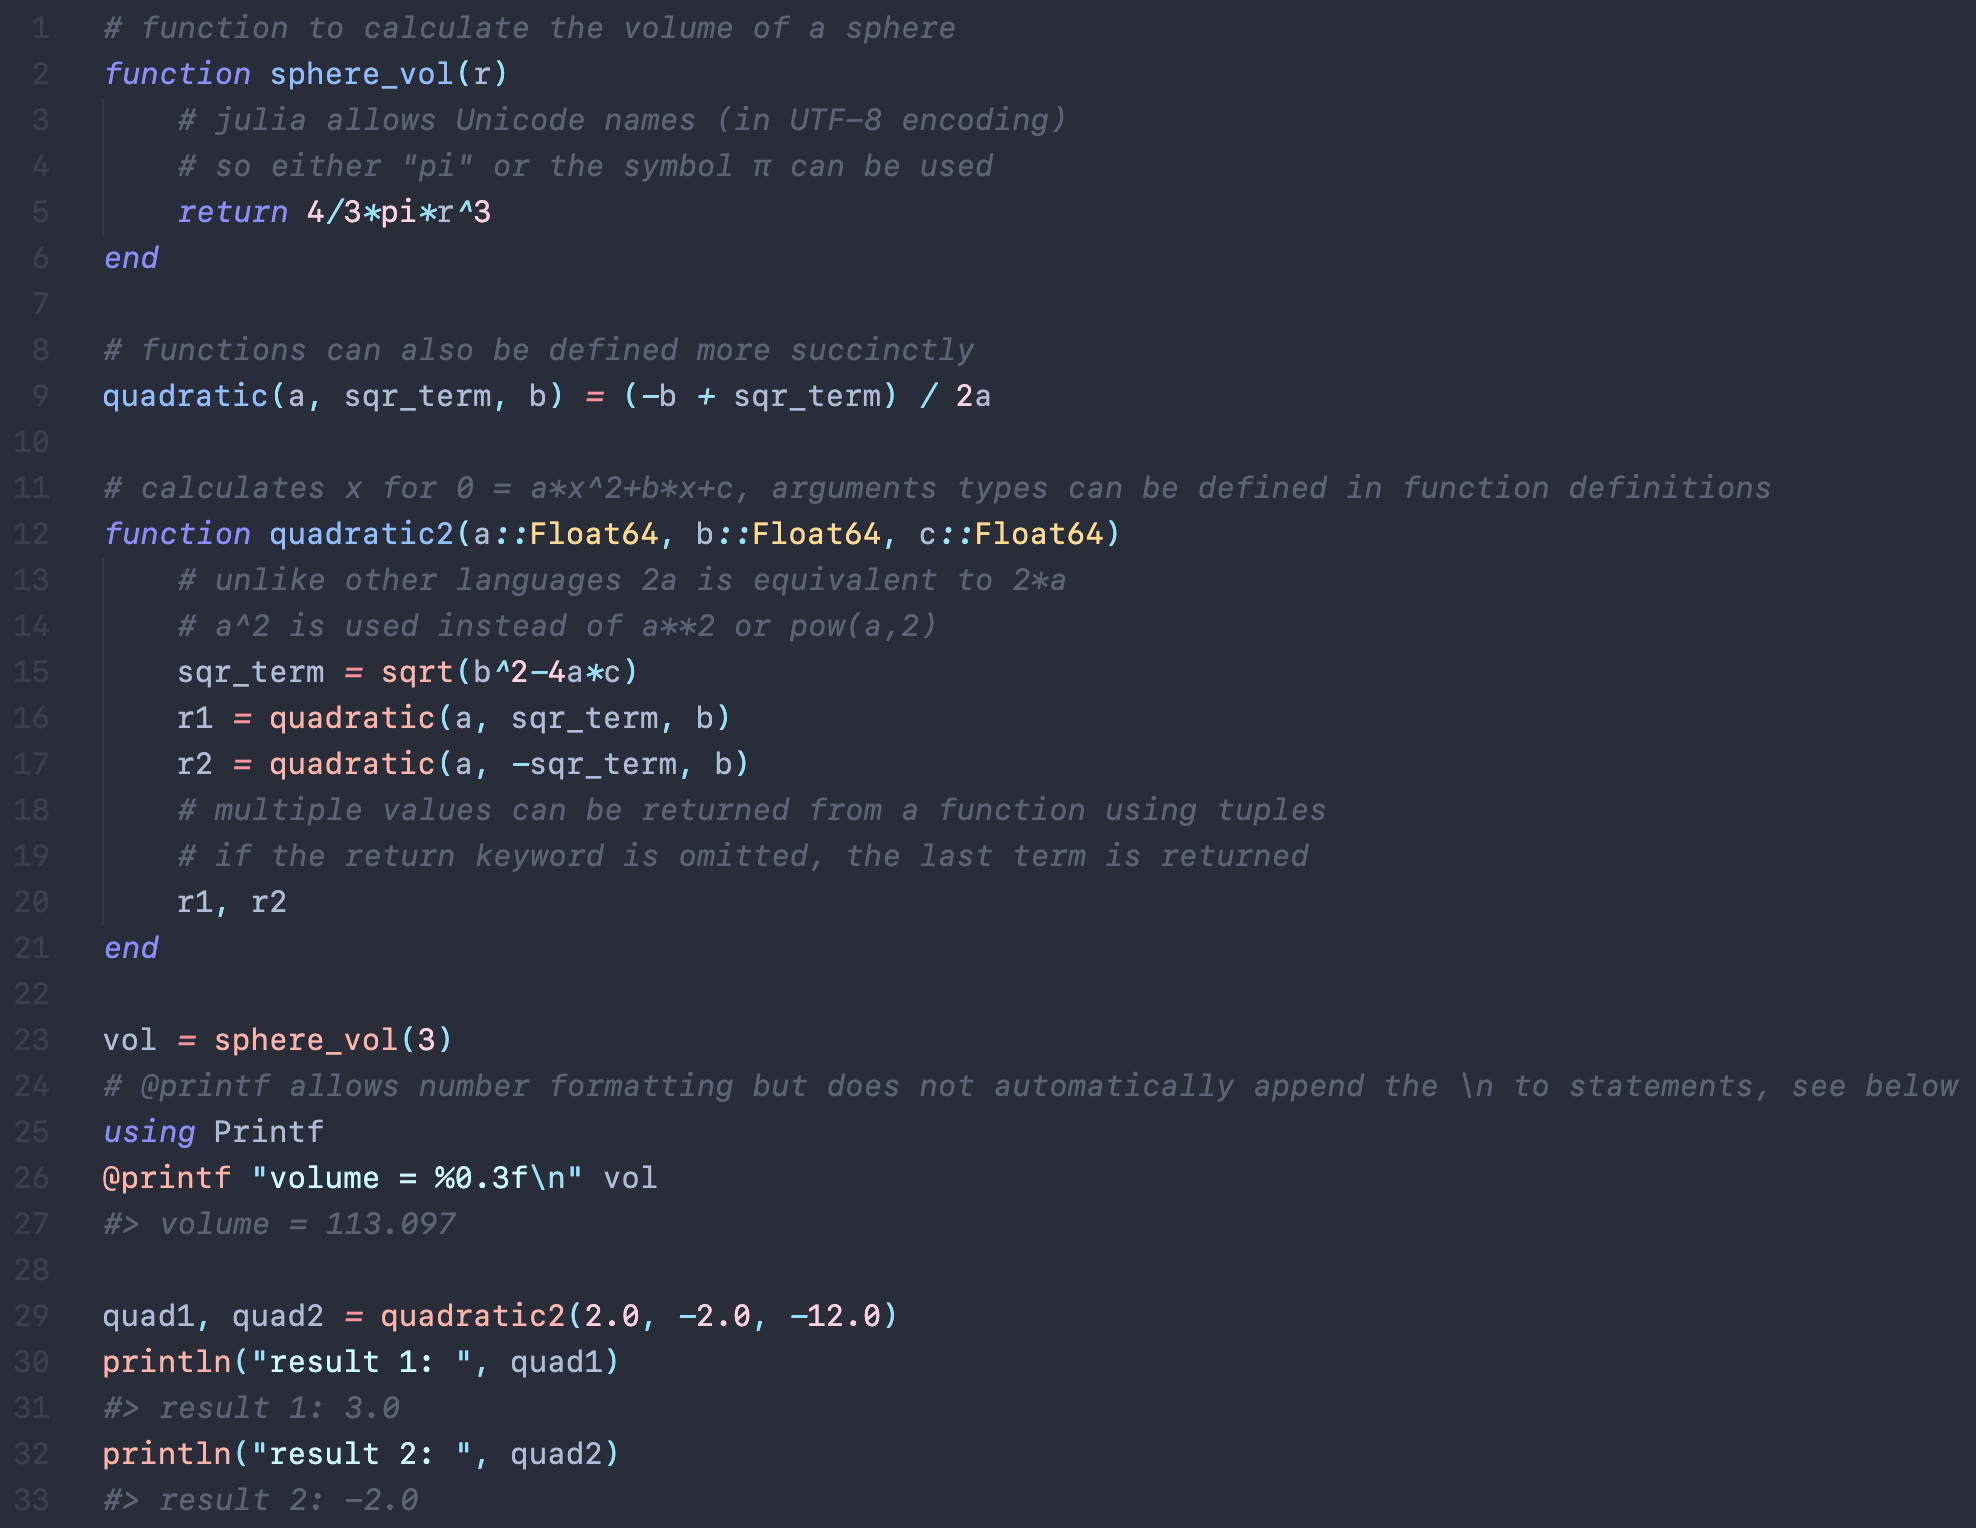 1 # function to calculate the volume of a sphere
2 function sphere_vol(r)
3     # julia allows Unicode names (in UTF-8 encoding)
4     # so either "pi" or the symbol π can be used
5     return 4/3*pi*r^3
6 end
7
8 # functions can also be defined more succinctly
9 quadratic(a, sqr_term, b) = (-b + sqr_term) / 2a
10
11 # calculates x for 0 = a*x^2+b*x+c, arguments types can be defined in function definitions
12 function quadratic2(a::Float64, b::Float64, c::Float64)
13     # unlike other languages 2a is equivalent to 2*a
14     # a^2 is used instead of a**2 or pow(a,2)
15     sqr_term = sqrt(b^2-4a*c)
16     r1 = quadratic(a, sqr_term, b)
17     r2 = quadratic(a, -sqr_term, b)
18     # multiple values can be returned from a function using tuples
19     # if the return keyword is omitted, the last term is returned
20     r1, r2
21 end
22
23 vol = sphere_vol(3)
24 # @printf allows number formatting but does not automatically append the \n to statements, see below
25 using Printf
26 @printf "volume = %0.3f\n" vol
27 #> volume = 113.097
28
29 quad1, quad2 = quadratic2(2.0, -2.0, -12.0)
30 println("result 1: ", quad1)
31 #> result 1: 3.0
32 println("result 2: ", quad2)
33 #> result 2: -2.0